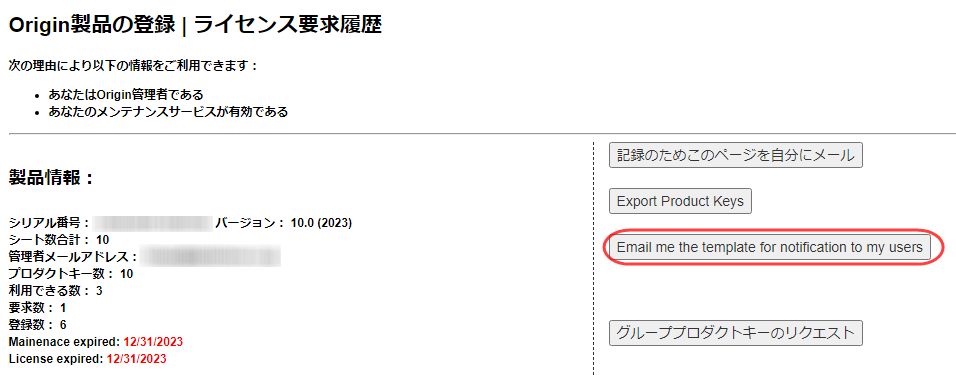 Origin製品の登録 | ライセンス要求履歴
次の理由により以下の情報をご利用できます：
• あなたはOrigin管理者である
• あなたのメンテナンスサービスが有効である
製品情報：
シリアル番号： バージョン： 10.0 (2023)
シート数合計： 10
管理者メールアドレス：
プロダクトキー数： 10
利用できる数： 3
要求数： 1
登録数： 6
Mainenace expired: 12/31/2023
License expired: 12/31/2023
記録のためこのページを自分にメール
Export Product Keys
Email me the template for notification to my users
グループプロダクトキーのリクエスト